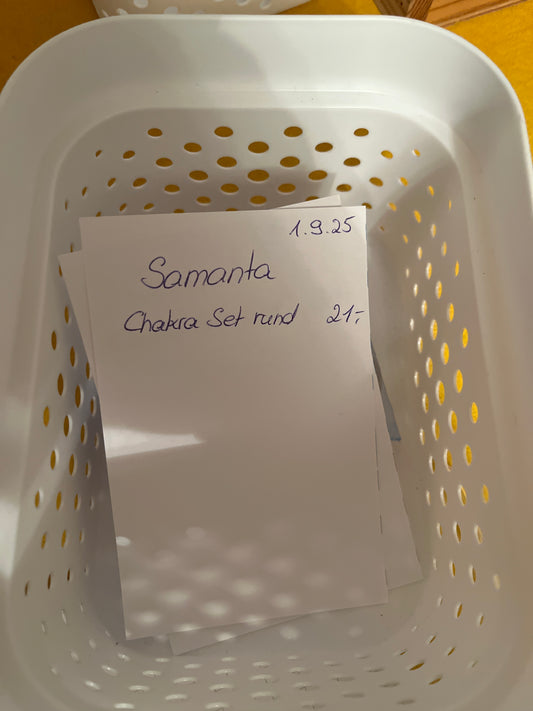 1.9.25
Samanta
Chakra Set rund 21,-